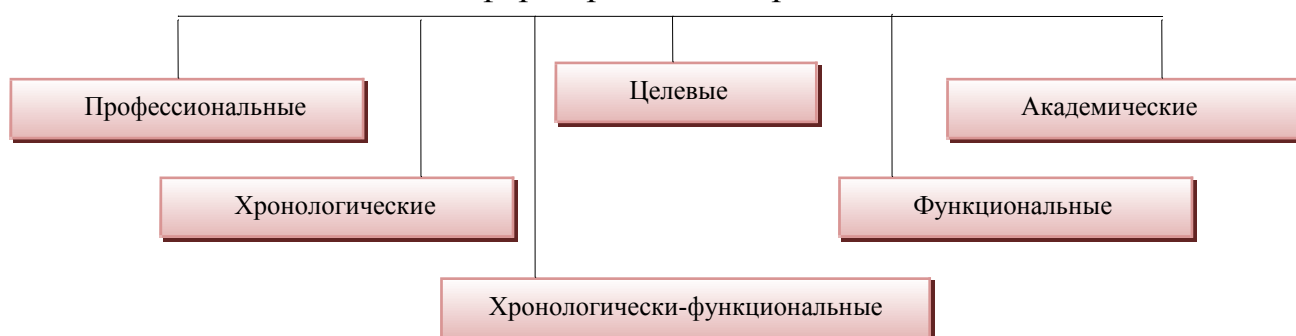 Профессиональные
Целевые
Академические
Хронологические
Функциональные
Хронологически-функциональные